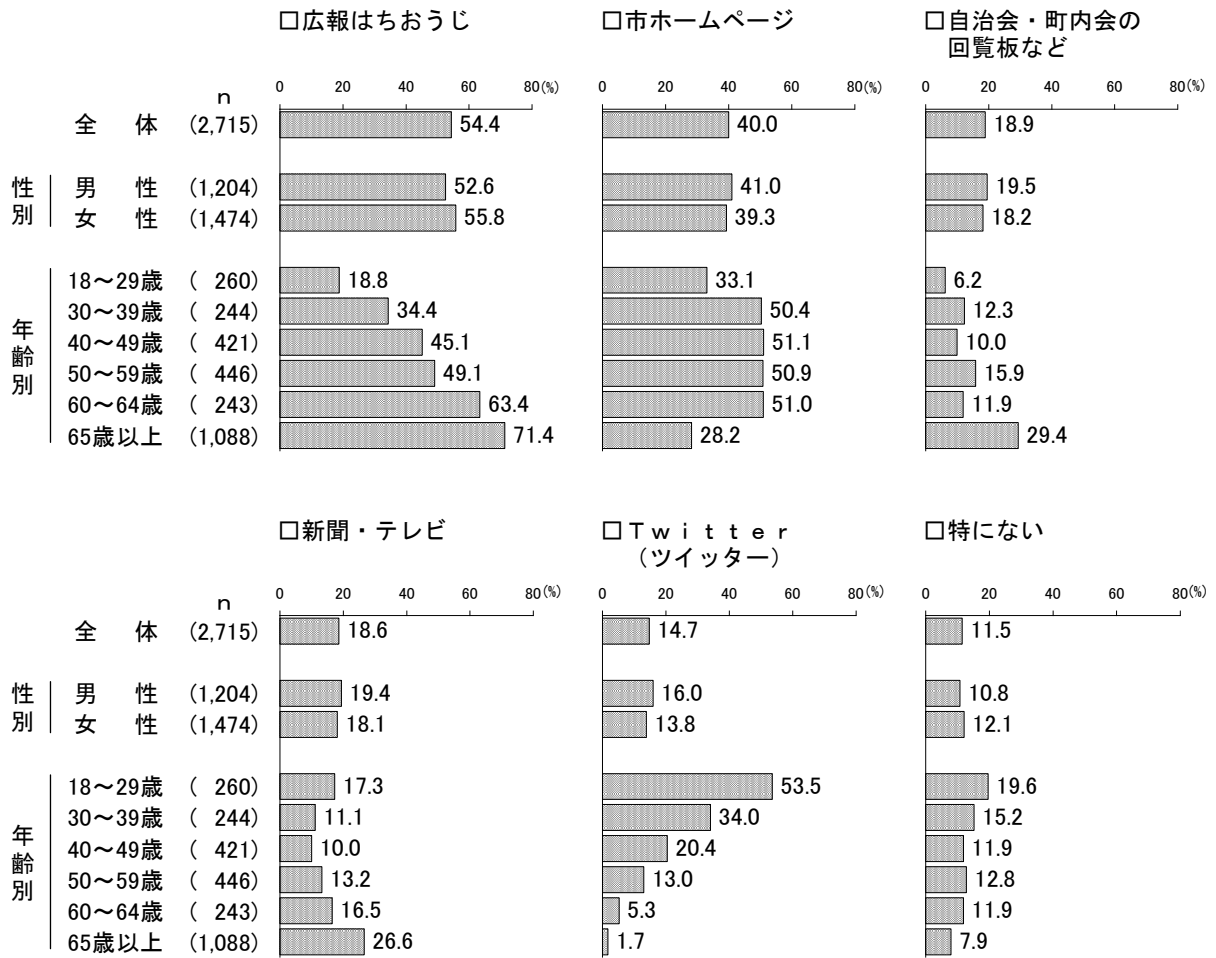 □広報はちおうじ □市ホームページ □自治会・町内会の
回覧板など
n 0 20 40 60 80(%) 0 20 40 60 80(%) 0 20 40 60 80(%)
全 体 (2,715) 54.4 40.0 18.9
性別
男 性 (1,204) 52.6 41.0 19.5
女 性 (1,474) 55.8 39.3 18.2
年齢別
18～29歳 ( 260) 18.8 33.1 6.2
30～39歳 ( 244) 34.4 50.4 12.3
40～49歳 ( 421) 45.1 51.1 10.0
50～59歳 ( 446) 49.1 50.9 15.9
60～64歳 ( 243) 63.4 51.0 11.9
65歳以上 (1,088) 71.4 28.2 29.4
□新聞・テレビ □Ｔｗｉｔｔｅｒ □特にない
（ツイッター）
n 0 20 40 60 80(%) 0 20 40 60 80(%) 0 20 40 60 80(%)
全 体 (2,715) 18.6 14.7 11.5
性別
男 性 (1,204) 19.4 16.0 10.8
女 性 (1,474) 18.1 13.8 12.1
年齢別
18～29歳 ( 260) 17.3 53.5 19.6
30～39歳 ( 244) 11.1 34.0 15.2
40～49歳 ( 421) 10.0 20.4 11.9
50～59歳 ( 446) 13.2 13.0 12.8
60～64歳 ( 243) 16.5 5.3 11.9
65歳以上 (1,088) 26.6 1.7 7.9